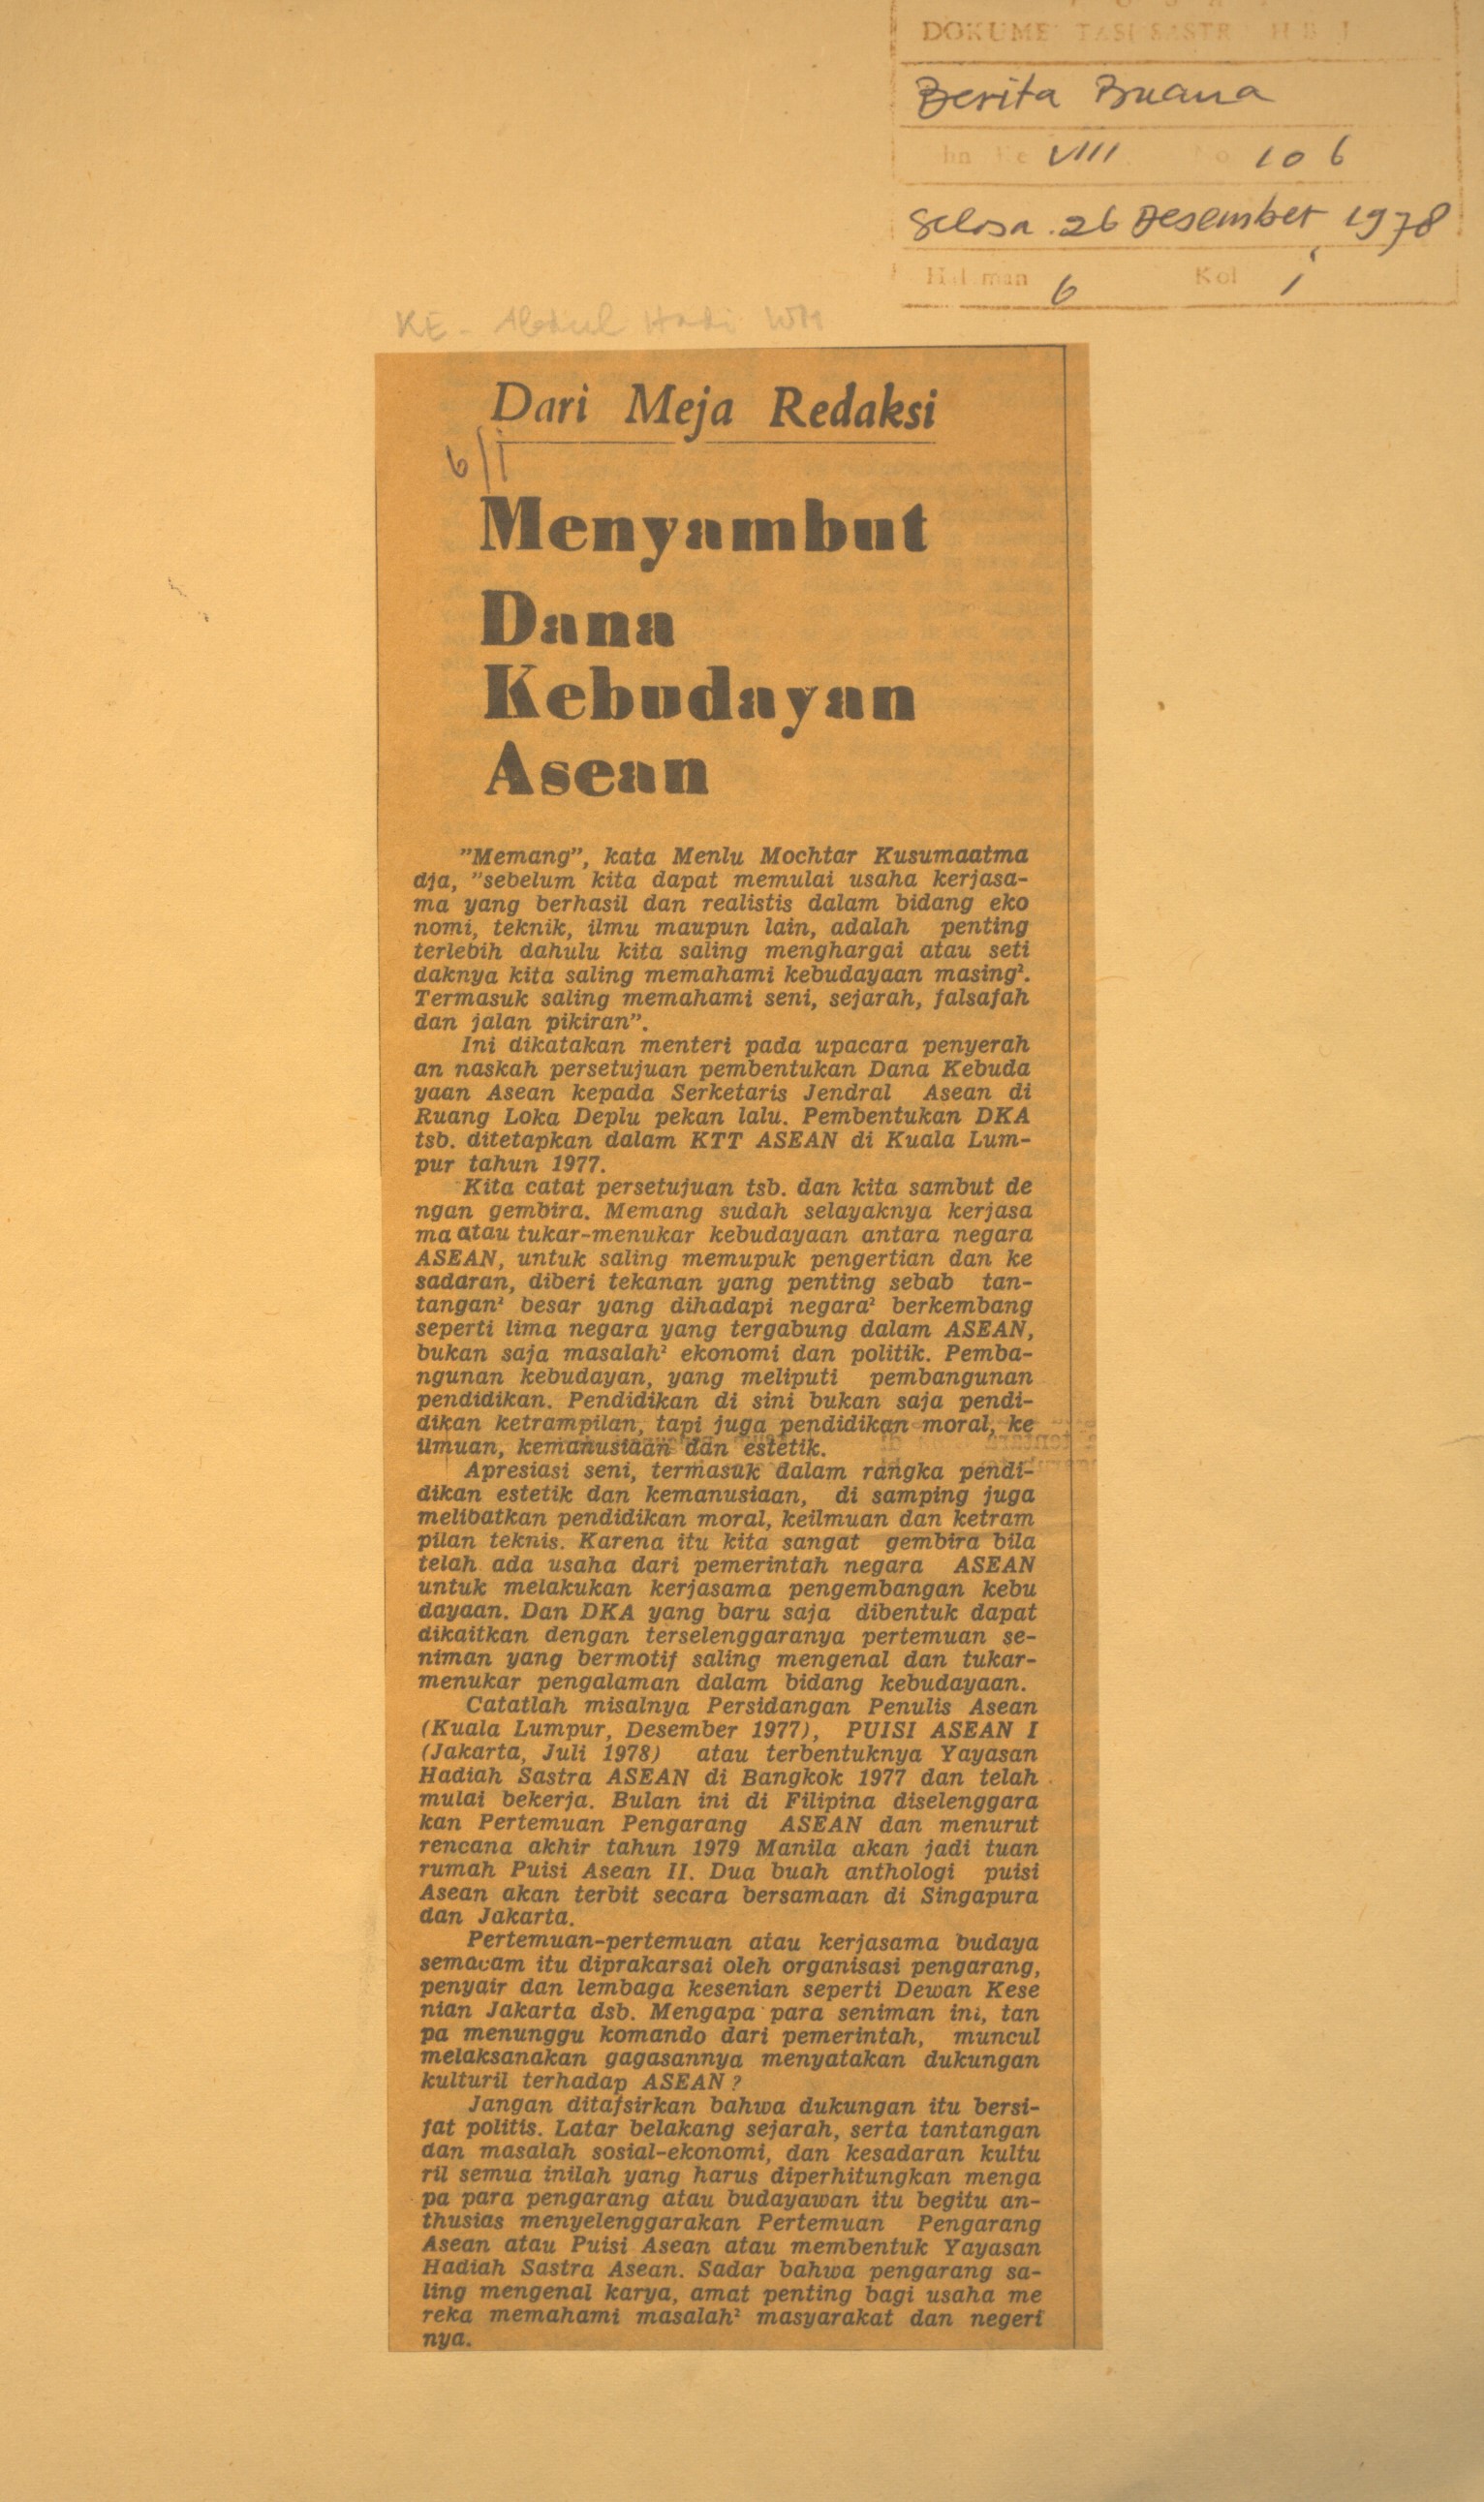 DOKUME TASI SASTR H B J
Berita Buana
VIII 106
Selasa. 26 Desember 1978
Halaman 6 Kol 1
KE - Abdul Hadi WM
Dari Meja Redaksi
6/1
Menyambut
Dana
Kebudayan
Asean
"Memang", kata Menlu Mochtar Kusumaatma
dja, "sebelum kita dapat memulai usaha kerjasa-
ma yang berhasil dan realistis dalam bidang eko
nomi, teknik, ilmu maupun lain, adalah penting
terlebih dahulu kita saling menghargai atau seti
daknya kita saling memahami kebudayaan masing².
Termasuk saling memahami seni, sejarah, falsafah
dan jalan pikiran".
Ini dikatakan menteri pada upacara penyerah
an naskah persetujuan pembentukan Dana Kebuda
yaan Asean kepada Serketaris Jendral Asean di
Ruang Loka Deplu pekan lalu. Pembentukan DKA
tsb. ditetapkan dalam KTT ASEAN di Kuala Lum-
pur tahun 1977.
Kita catat persetujuan tsb. dan kita sambut de
ngan gembira. Memang sudah selayaknya kerjasa
ma atau tukar-menukar kebudayaan antara negara
ASEAN, untuk saling memupuk pengertian dan ke
sadaran, diberi tekanan yang penting sebab tan-
tangan² besar yang dihadapi negara² berkembang
seperti lima negara yang tergabung dalam ASEAN,
bukan saja masalah² ekonomi dan politik. Pemba-
ngunan kebudayan, yang meliputi pembangunan
pendidikan. Pendidikan di sini bukan saja pendi-
dikan ketrampilan, tapi juga pendidikan moral, ke
ilmuan, kemanusiaan dan estetik.
Apresiasi seni, termasuk dalam rangka pendi-
dikan estetik dan kemanusiaan, di samping juga
melibatkan pendidikan moral, keilmuan dan ketram
pilan teknis. Karena itu kita sangat gembira bila
telah ada usaha dari pemerintah negara ASEAN
untuk melakukan kerjasama pengembangan kebu
dayaan. Dan DKA yang baru saja dibentuk dapat
dikaitkan dengan terselenggaranya pertemuan se-
niman yang bermotif saling mengenal dan tukar-
menukar pengalaman dalam bidang kebudayaan.
Catatlah misalnya Persidangan Penulis Asean
(Kuala Lumpur, Desember 1977), PUISI ASEAN I
(Jakarta, Juli 1978) atau terbentuknya Yayasan
Hadiah Sastra ASEAN di Bangkok 1977 dan telah
mulai bekerja. Bulan ini di Filipina diselenggara
kan Pertemuan Pengarang ASEAN dan menurut
rencana akhir tahun 1979 Manila akan jadi tuan
rumah Puisi Asean II. Dua buah anthologi puisi
Asean akan terbit secara bersamaan di Singapura
dan Jakarta.
Pertemuan-pertemuan atau kerjasama budaya
semacam itu diprakarsai oleh organisasi pengarang,
penyair dan lembaga kesenian seperti Dewan Kese
nian Jakarta dsb. Mengapa para seniman ini, tan
pa menunggu komando dari pemerintah, muncul
melaksanakan gagasannya menyatakan dukungan
kulturil terhadap ASEAN?
Jangan ditafsirkan bahwa dukungan itu bersi-
fat politis. Latar belakang sejarah, serta tantangan
dan masalah sosial-ekonomi, dan kesadaran kultu
ril semua inilah yang harus diperhitungkan menga
pa para pengarang atau budayawan itu begitu an-
thusias menyelenggarakan Pertemuan Pengarang
Asean atau Puisi Asean atau membentuk Yayasan
Hadiah Sastra Asean. Sadar bahwa pengarang sa-
ling mengenal karya, amat penting bagi usaha me
reka memahami masalah² masyarakat dan negeri
nya.